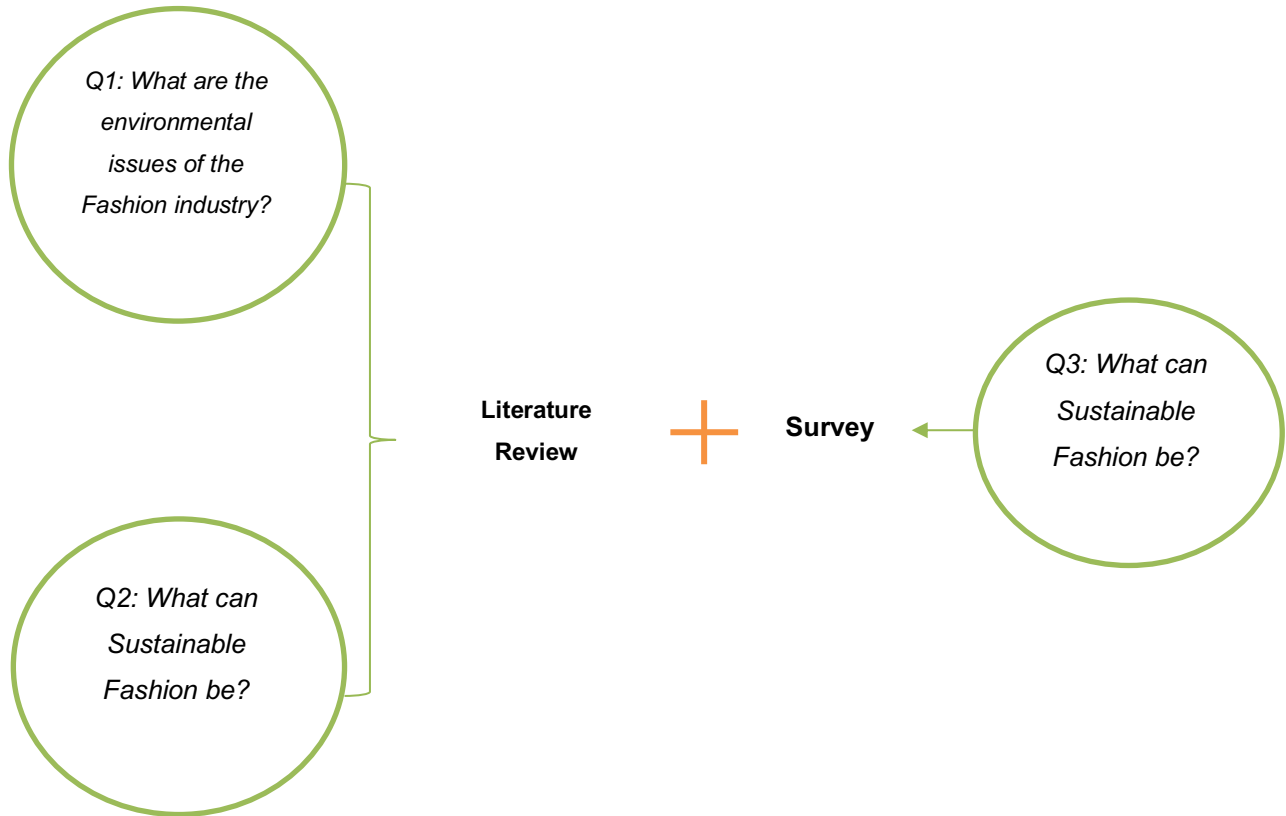 Q1: What are the
environmental
issues of the
Fashion industry?
Literature
Review
Survey
Q3: What can
Sustainable
Fashion be?
Q2: What can
Sustainable
Fashion be?